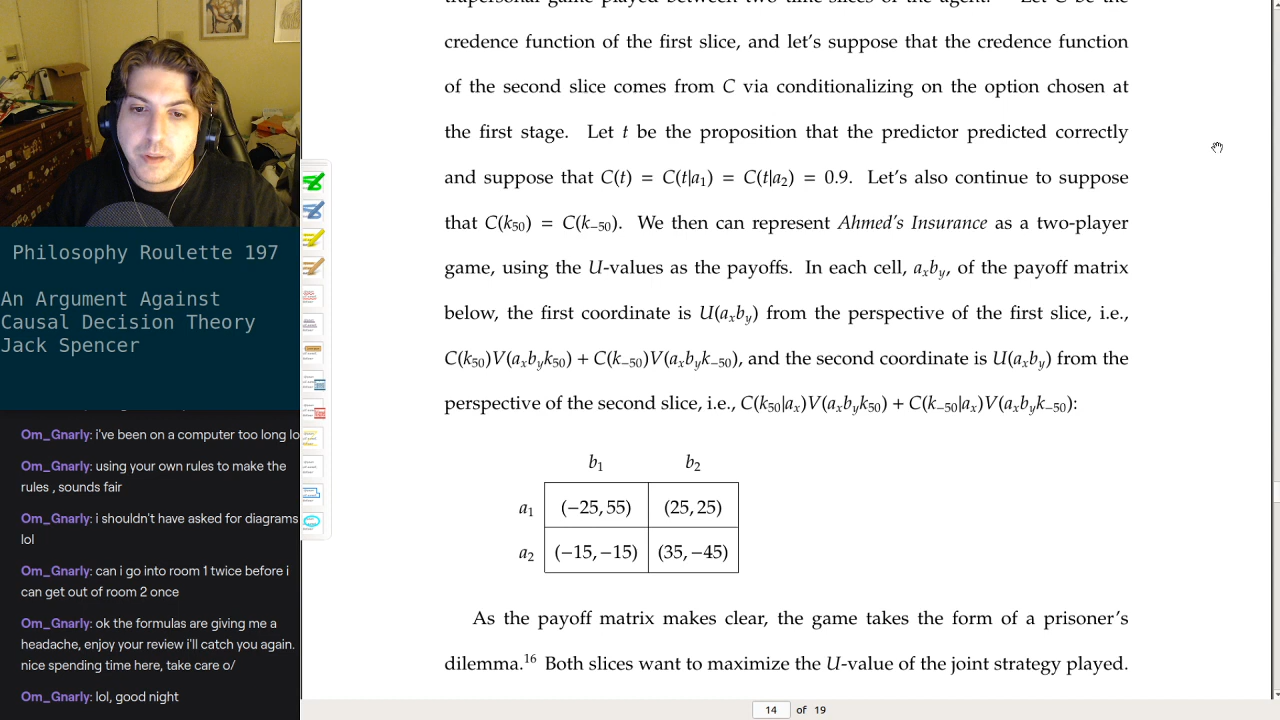 Philosophy Roulette 197
An Argument Against
Casual Decision Theory
Jack Spencer
Om_Gnarly: i've been on a computer too long lo
Om_Gnarly: using your own rules to make the
rules, sounds fair
Om_Gnarly: i shouldn't have asked for diagrams
lol
Om_Gnarly: can i go into room 1 twice before i
can get out of room 2 once
Om_Gnarly: ok the formulas are giving me a
headache, enjoy your review i'll catch you again.
nice spending time here, take care o/
Om_Gnarly: lol, good night
credence function of the first slice, and let's suppose that the credence function
of the second slice comes from C via conditionalizing on the option chosen at
the first stage. Let t be the proposition that the predictor predicted correctly
and suppose that C(t) = C(t|a₁) = C(t|a₂) = 0.9. Let's also continue to suppose
that C(k₅₀) = C(k₋₅₀). We then can represent Ahmed's Insurance is a two-player
game, using the U-values as the payoffs. In each cell, aₓbᵧ, of the payoff matrix
below, the first coordinate is U(aₓbᵧ) from the perspective of the first slice, i.e.,
C(k₅₀)V(aₓbᵧk₅₀) + C(k₋₅₀)V(aₓbᵧk₋₅₀), and the second coordinate is U(aₓbᵧ) from the
perspective of the second slice, i.e., C(k₅₀|aₓ)V(aₓbᵧk₅₀) + C(k₋₅₀|aₓ)V(aₓbᵧk₋₅₀):
b₁ b₂
a₁ (−25, 55) (25, 25)
a₂ (−15, −15) (35, −45)
As the payoff matrix makes clear, the game takes the form of a prisoner's
dilemma.¹⁶ Both slices want to maximize the U-value of the joint strategy played.
14 of 19